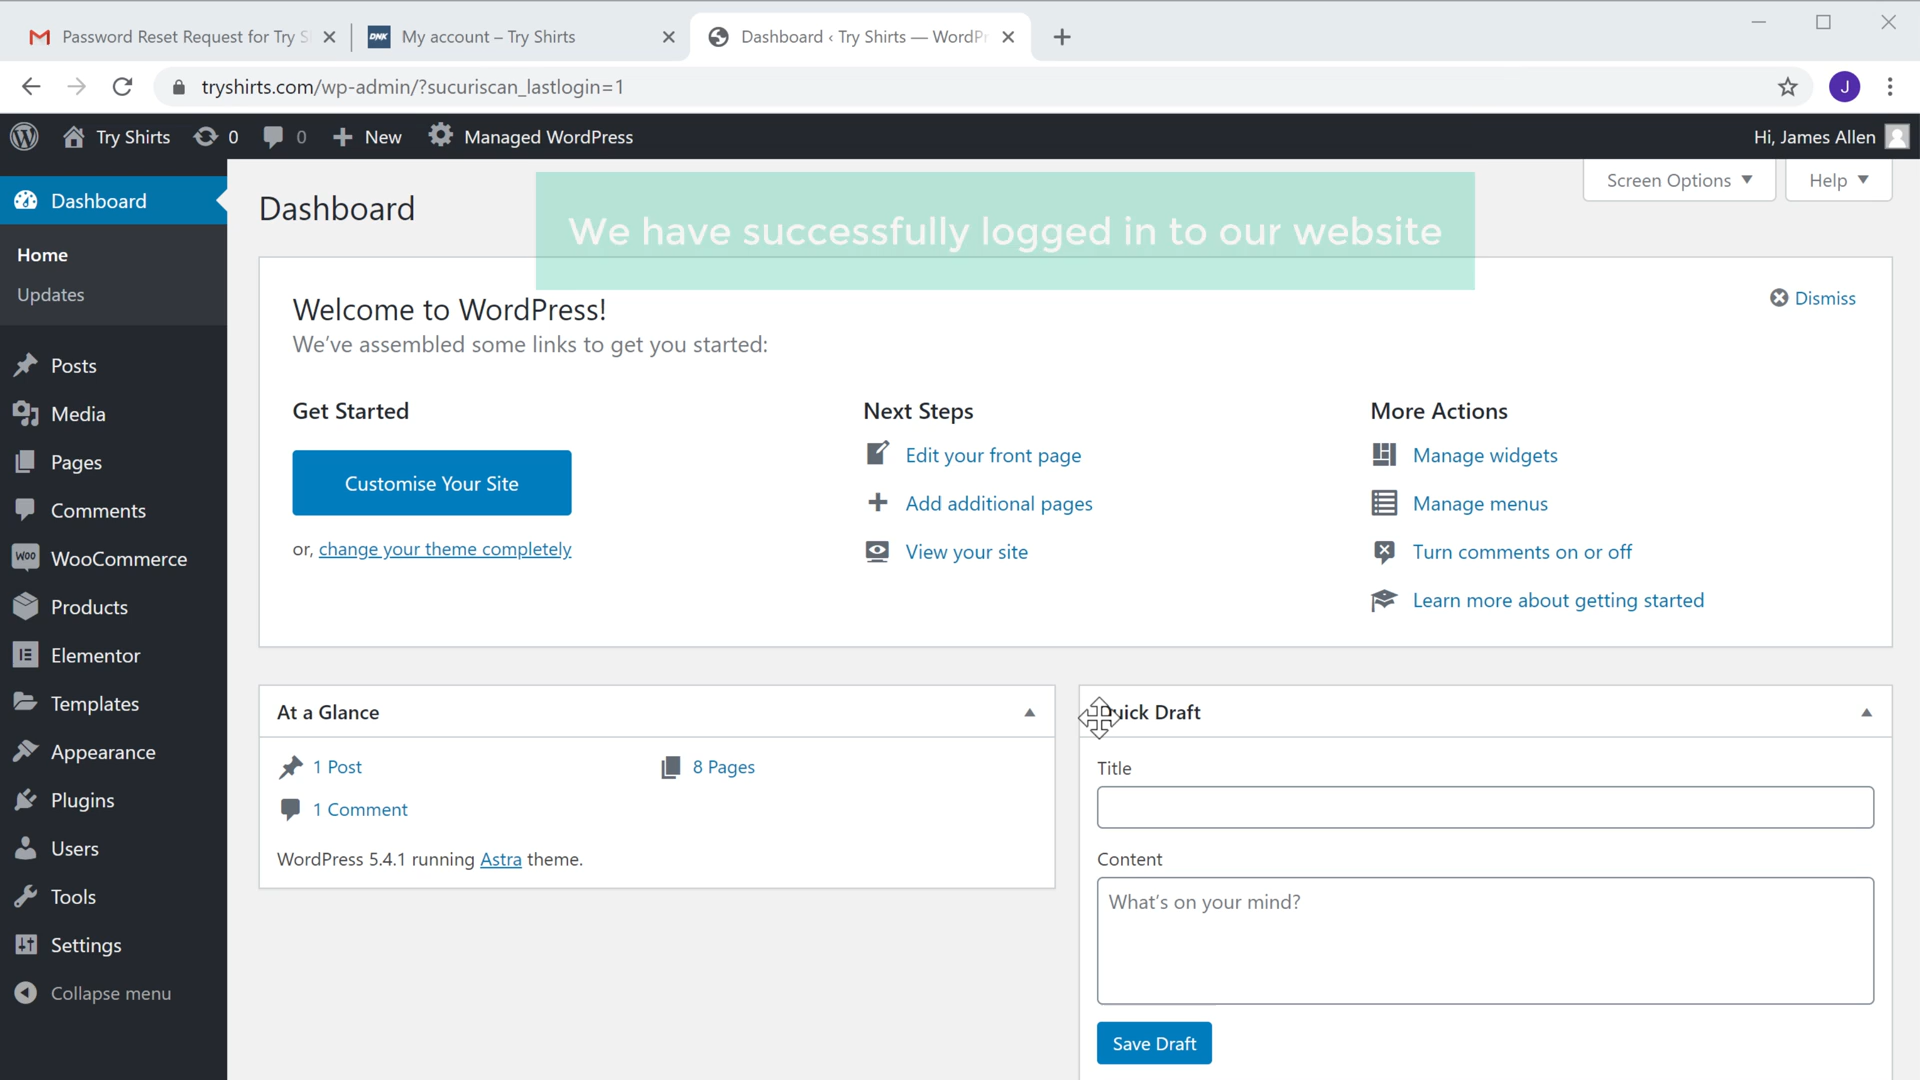 Password Reset Request for Try S
DNK My account – Try Shirts
Dashboard ‹ Try Shirts — WordPr
tryshirts.com/wp-admin/?sucuriscan_lastlogin=1
J
Try Shirts 0 0 New Managed WordPress
Hi, James Allen
Dashboard
Home
Updates
Posts
Media
Pages
Comments
WOO WooCommerce
Products
Elementor
Templates
Appearance
Plugins
Users
Tools
Settings
Collapse menu
Screen Options Help
Dashboard
We have successfully logged in to our website
Welcome to WordPress!
Dismiss
We've assembled some links to get you started:
Get Started
Customise Your Site
or, change your theme completely
Next Steps
Edit your front page
Add additional pages
View your site
More Actions
Manage widgets
Manage menus
Turn comments on or off
Learn more about getting started
At a Glance
1 Post 8 Pages
1 Comment
WordPress 5.4.1 running Astra theme.
Quick Draft
Title
Content
What's on your mind?
Save Draft